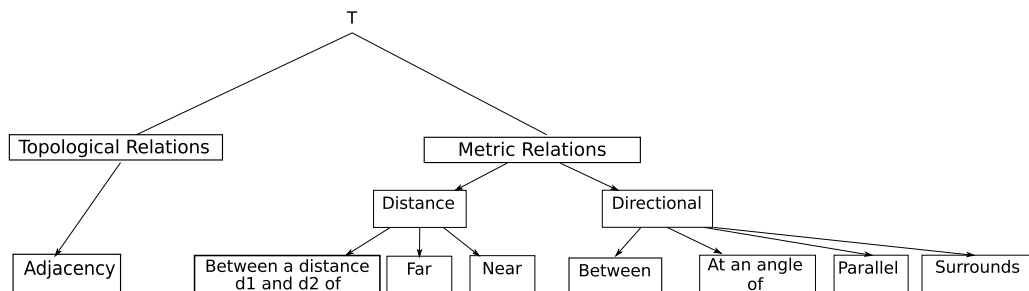 T
Topological Relations
Metric Relations
Distance
Directional
Adjacency
Between a distance
d1 and d2 of
Far
Near
Between
At an angle
of
Parallel
Surrounds